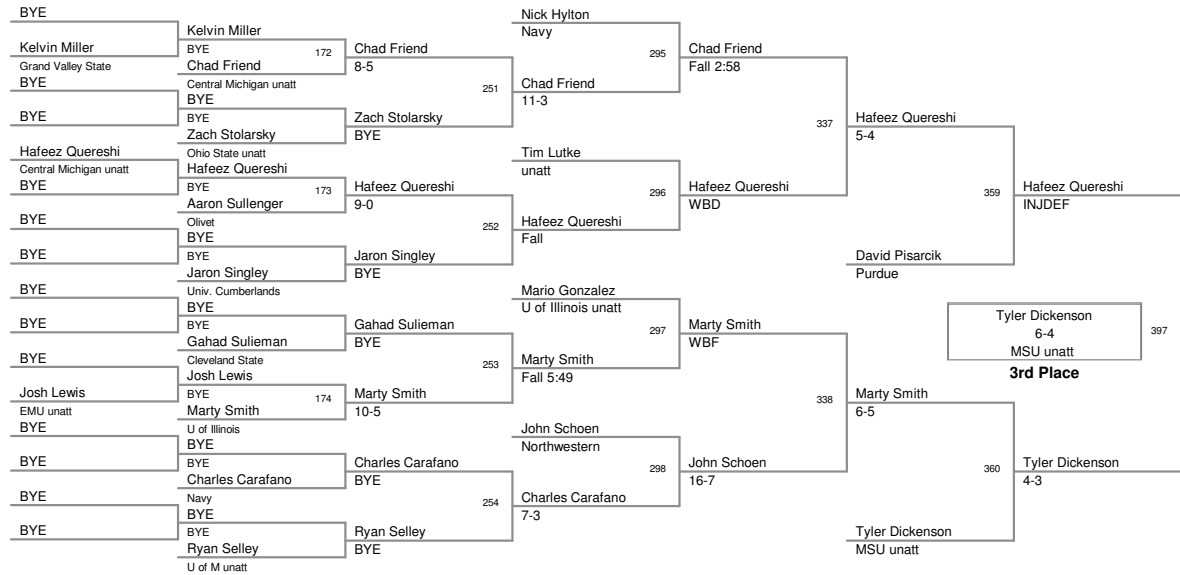 BYE
Kelvin Miller
Grand Valley State
BYE
BYE
Hafeez Quereshi
Central Michigan unatt
BYE
BYE
BYE
BYE
BYE
BYE
Josh Lewis
EMU unatt
BYE
BYE
BYE
BYE
Kelvin Miller
BYE
172
Chad Friend
Central Michigan unatt
BYE
BYE
Zach Stolarsky
Ohio State unatt
Hafeez Quereshi
BYE
173
Aaron Sullenger
Olivet
BYE
BYE
Jaron Singley
Univ. Cumberlands
BYE
BYE
Gahad Sulieman
Cleveland State
Josh Lewis
BYE
174
Marty Smith
U of Illinois
BYE
BYE
Charles Carafano
Navy
BYE
BYE
Ryan Selley
U of M unatt
Chad Friend
8-5
251
Zach Stolarsky
BYE
Hafeez Quereshi
9-0
252
Jaron Singley
BYE
Gahad Sulieman
BYE
253
Marty Smith
10-5
Charles Carafano
BYE
254
Ryan Selley
BYE
Nick Hylton
Navy
295
Chad Friend
11-3
Tim Lutke
unatt
296
Hafeez Quereshi
Fall
Mario Gonzalez
U of Illinois unatt
297
Marty Smith
Fall 5:49
John Schoen
Northwestern
298
Charles Carafano
7-3
Chad Friend
Fall 2:58
337
Hafeez Quereshi
WBD
Marty Smith
WBF
338
John Schoen
16-7
Hafeez Quereshi
5-4
359
David Pisarcik
Purdue
Marty Smith
6-5
360
Tyler Dickenson
MSU unatt
Hafeez Quereshi
INJDEF
Tyler Dickenson
6-4
MSU unatt
397
3rd Place
Tyler Dickenson
4-3